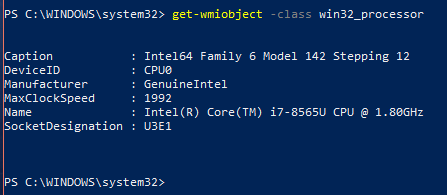 PS C:\WINDOWS\system32> get-wmiobject -class win32_processor
Caption : Intel64 Family 6 Model 142 Stepping 12
DeviceID : CPU0
Manufacturer : GenuineIntel
MaxClockSpeed : 1992
Name : Intel(R) Core(TM) i7-8565U CPU @ 1.80GHz
SocketDesignation : U3E1
PS C:\WINDOWS\system32>